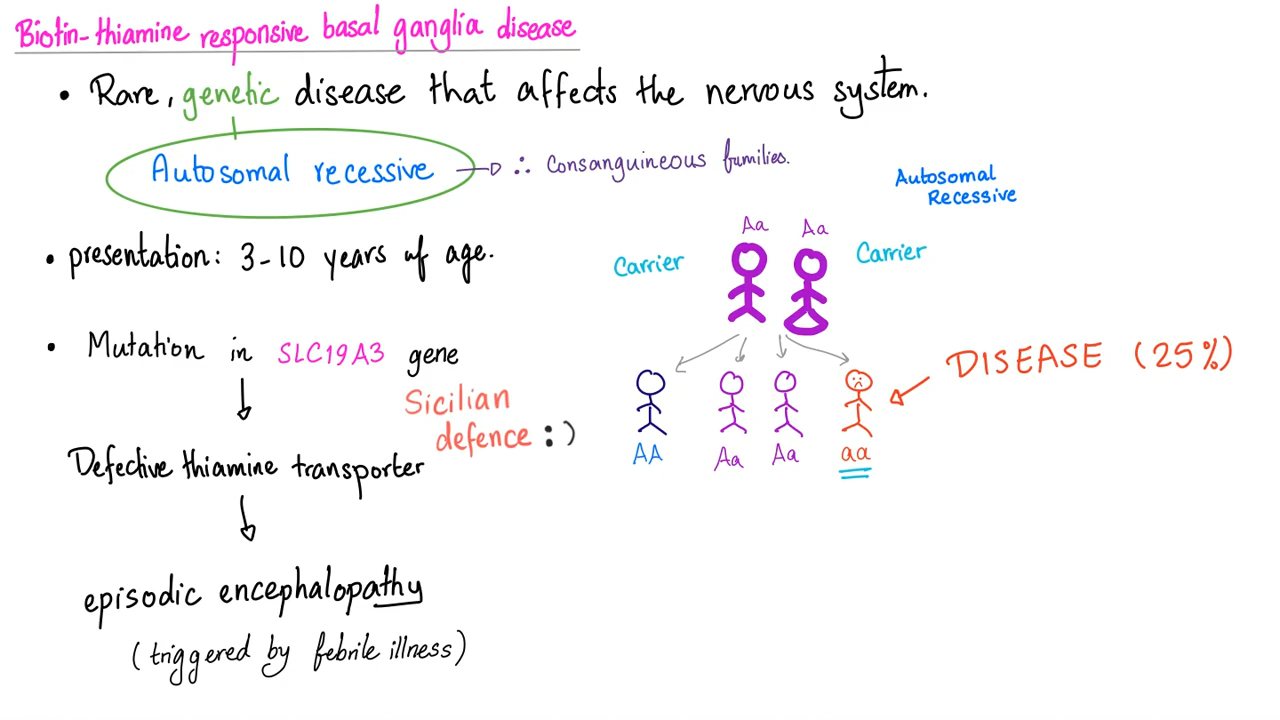 Biotin-thiamine responsive basal ganglia disease
• Rare, genetic disease that affects the nervous system.
Autosomal recessive → ∴ Consanguineous families.
• presentation: 3-10 years of age.
• Mutation in SLC19A3 gene
Sicilian
defence :)
Defective thiamine transporter
episodic encephalopathy
(triggered by febrile illness)
Autosomal
Recessive
Aa Aa
Carrier Carrier
DISEASE (25%)
AA Aa Aa aa